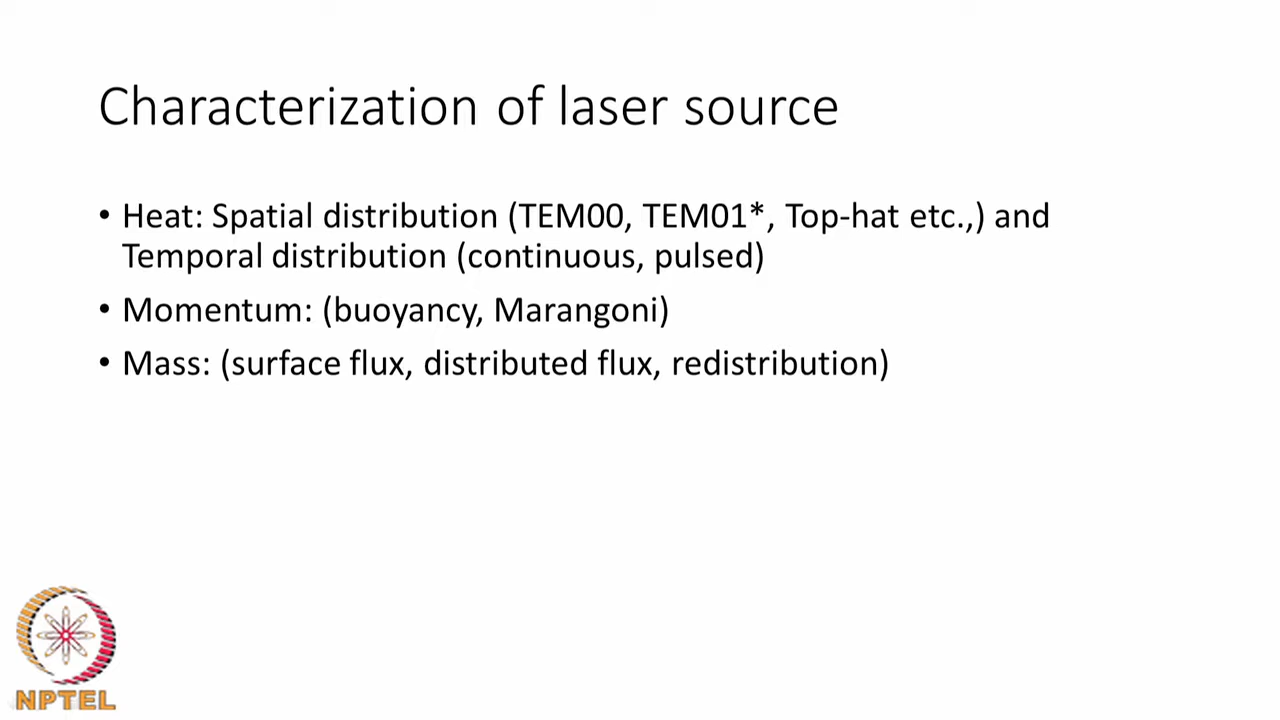 Characterization of laser source
• Heat: Spatial distribution (TEM00, TEM01*, Top-hat etc.,) and
Temporal distribution (continuous, pulsed)
• Momentum: (buoyancy, Marangoni)
• Mass: (surface flux, distributed flux, redistribution)
NPTEL